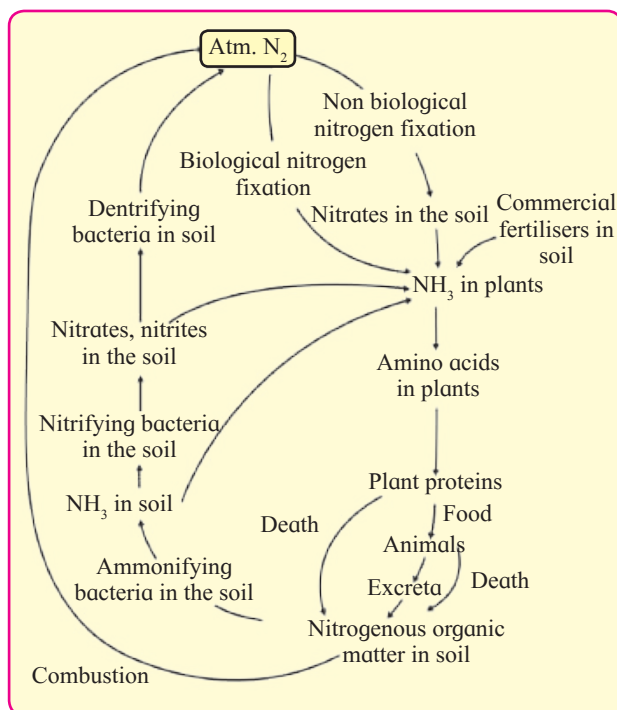 Atm. N₂
Non biological
nitrogen fixation
Biological nitrogen
fixation
Dentrifying
bacteria in soil
Nitrates in the soil
Commercial
fertilisers in
soil
NH₃ in plants
Nitrates, nitrites
in the soil
Amino acids
in plants
Nitrifying bacteria
in the soil
Plant proteins
NH₃ in soil
Food
Death
Animals
Ammonifying
bacteria in the soil
Excreta
Death
Nitrogenous organic
matter in soil
Combustion